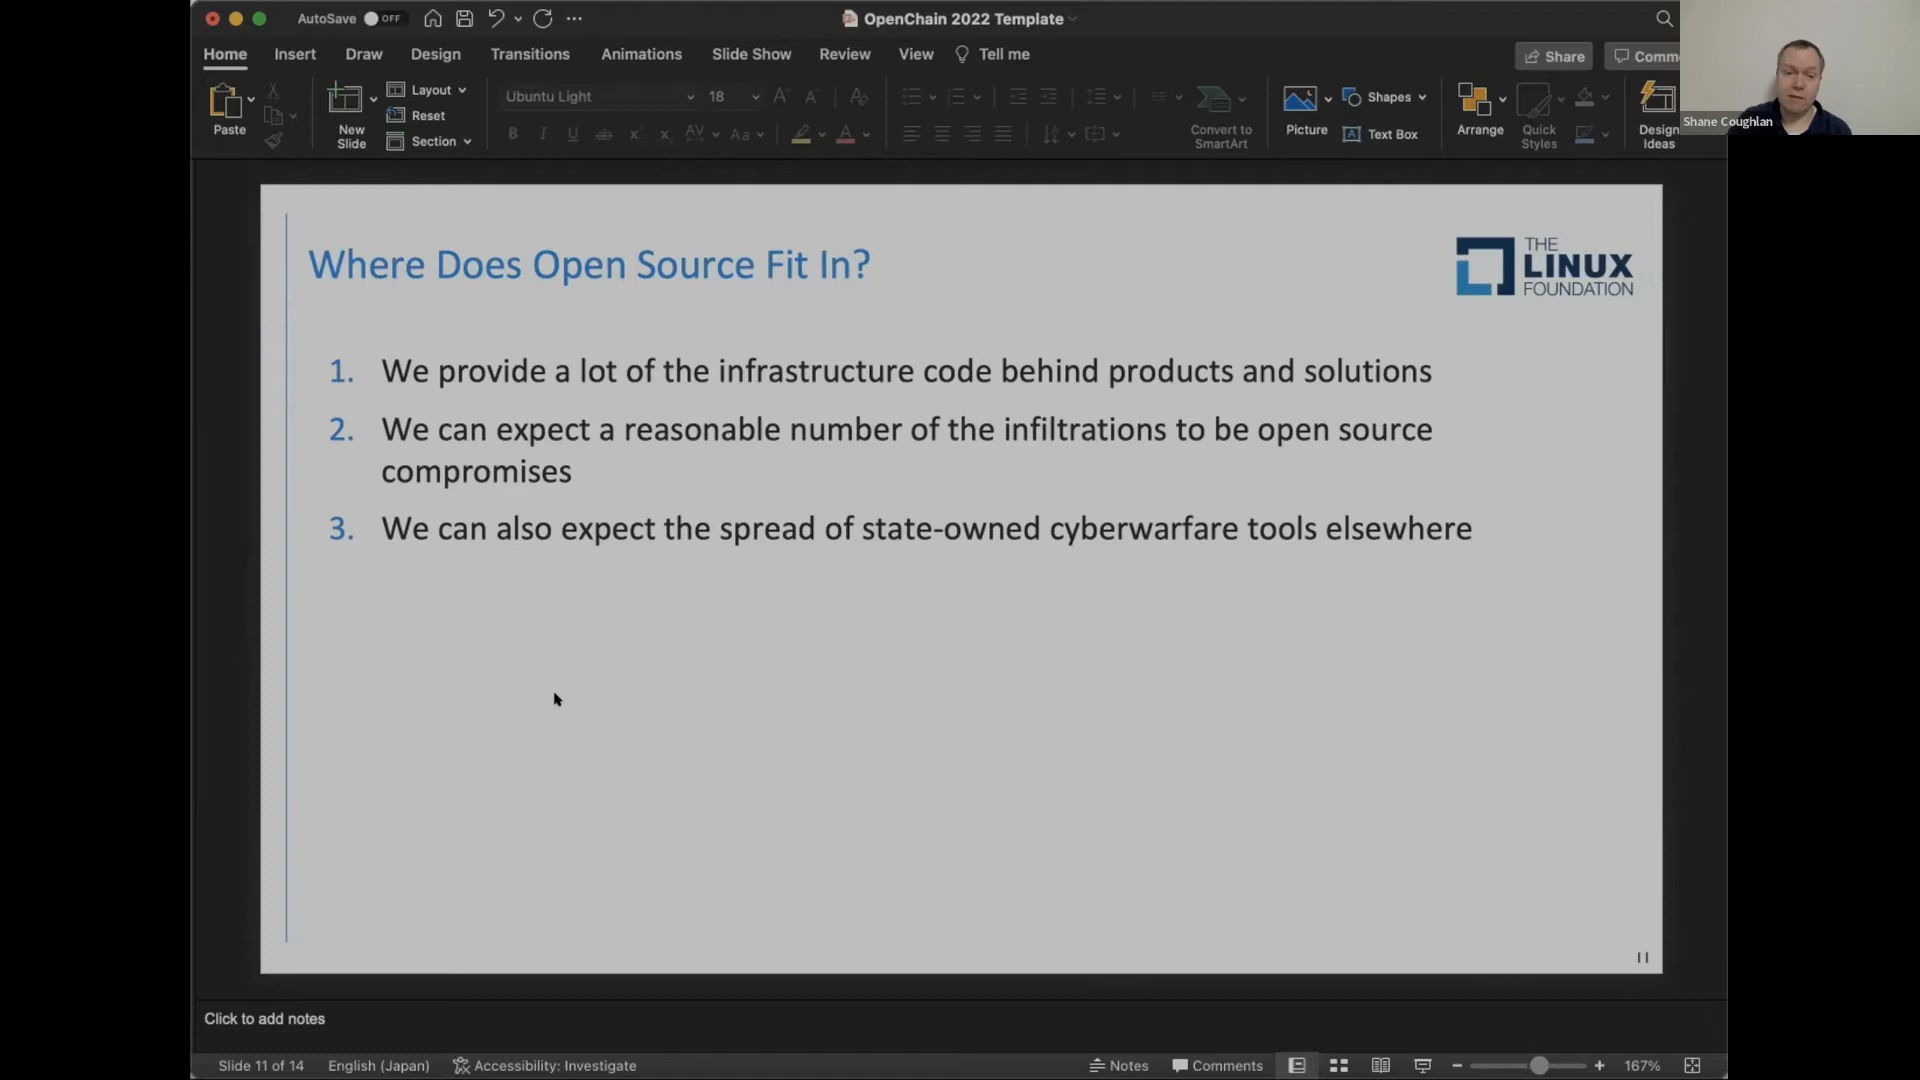 AutoSave OFF
OpenChain 2022 Template
Home Insert Draw Design Transitions Animations Slide Show Review View Tell me
Share
Paste
New
Slide
Layout
Reset
Section
Ubuntu Light 18
Convert to
SmartArt
Picture
Shapes
Text Box
Arrange
Quick
Styles
Ideas
Shane Coughlan
Where Does Open Source Fit In?
THE
LINUX
FOUNDATION
1. We provide a lot of the infrastructure code behind products and solutions
2. We can expect a reasonable number of the infiltrations to be open source
compromises
3. We can also expect the spread of state-owned cyberwarfare tools elsewhere
11
Click to add notes
Slide 11 of 14 English (Japan) Accessibility: Investigate Notes Comments 167%